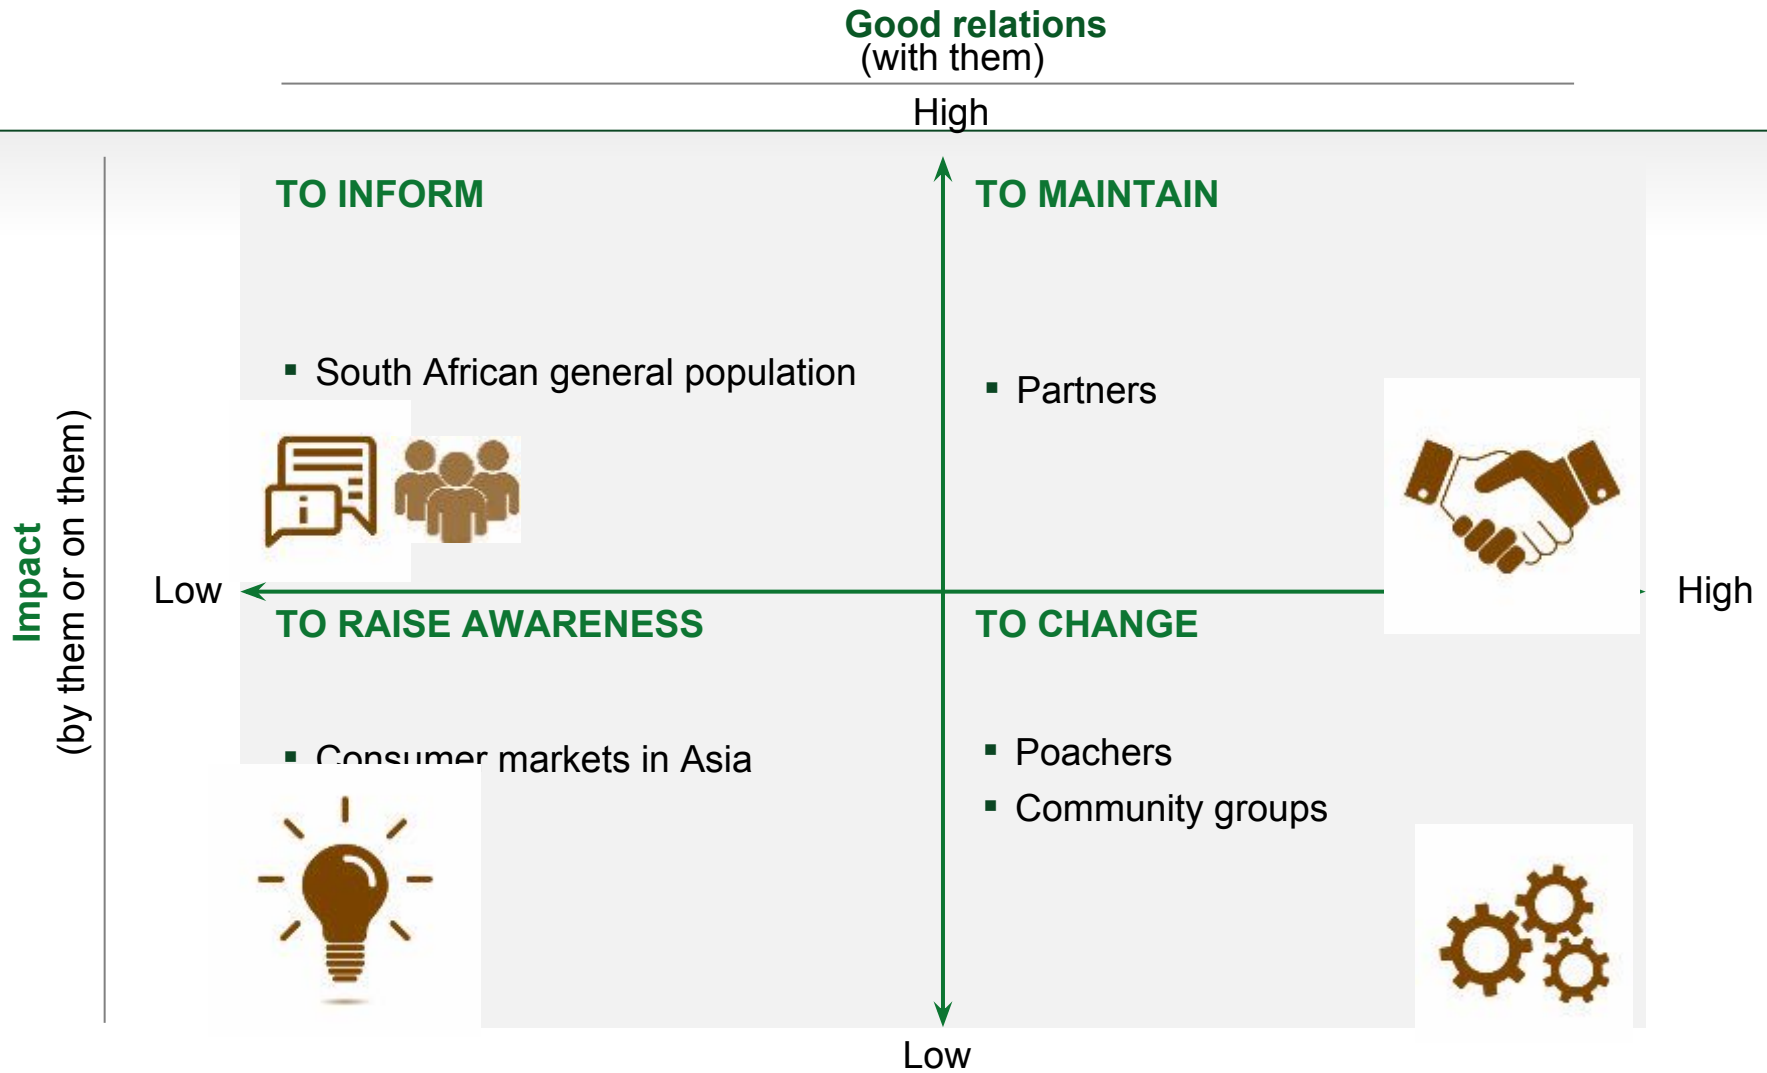 Good relations
(with them)
High
TO INFORM
TO MAINTAIN
▪ South African general population
▪ Partners
i
Impact
(by them or on them)
Low
High
TO RAISE AWARENESS
TO CHANGE
▪ Consumer markets in Asia
▪ Poachers
▪ Community groups
Low